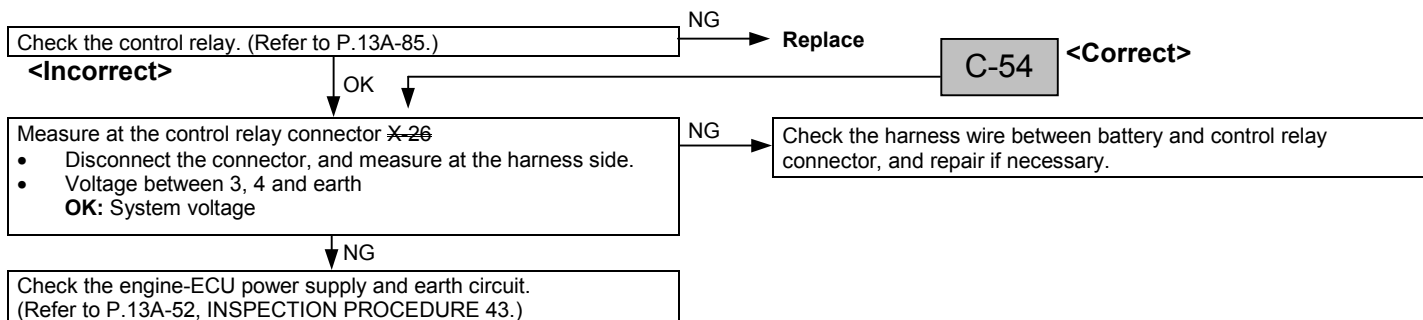 NG
Check the control relay. (Refer to P.13A-85.)
Replace
<Incorrect>
C-54
<Correct>
OK
Measure at the control relay connector X-26
• Disconnect the connector, and measure at the harness side.
• Voltage between 3, 4 and earth
OK: System voltage
NG
Check the harness wire between battery and control relay
connector, and repair if necessary.
NG
Check the engine-ECU power supply and earth circuit.
(Refer to P.13A-52, INSPECTION PROCEDURE 43.)